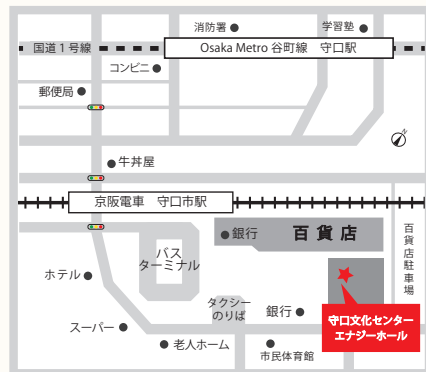 消防署
学習塾
国道1号線
Osaka Metro 谷町線　守口駅
コンビニ
郵便局
N
牛丼屋
京阪電車　守口市駅
銀行
百貨店
百貨店駐車場
バス
ターミナル
ホテル
タクシー
のりば
銀行
守口文化センター
エナジーホール
スーパー
老人ホーム
市民体育館